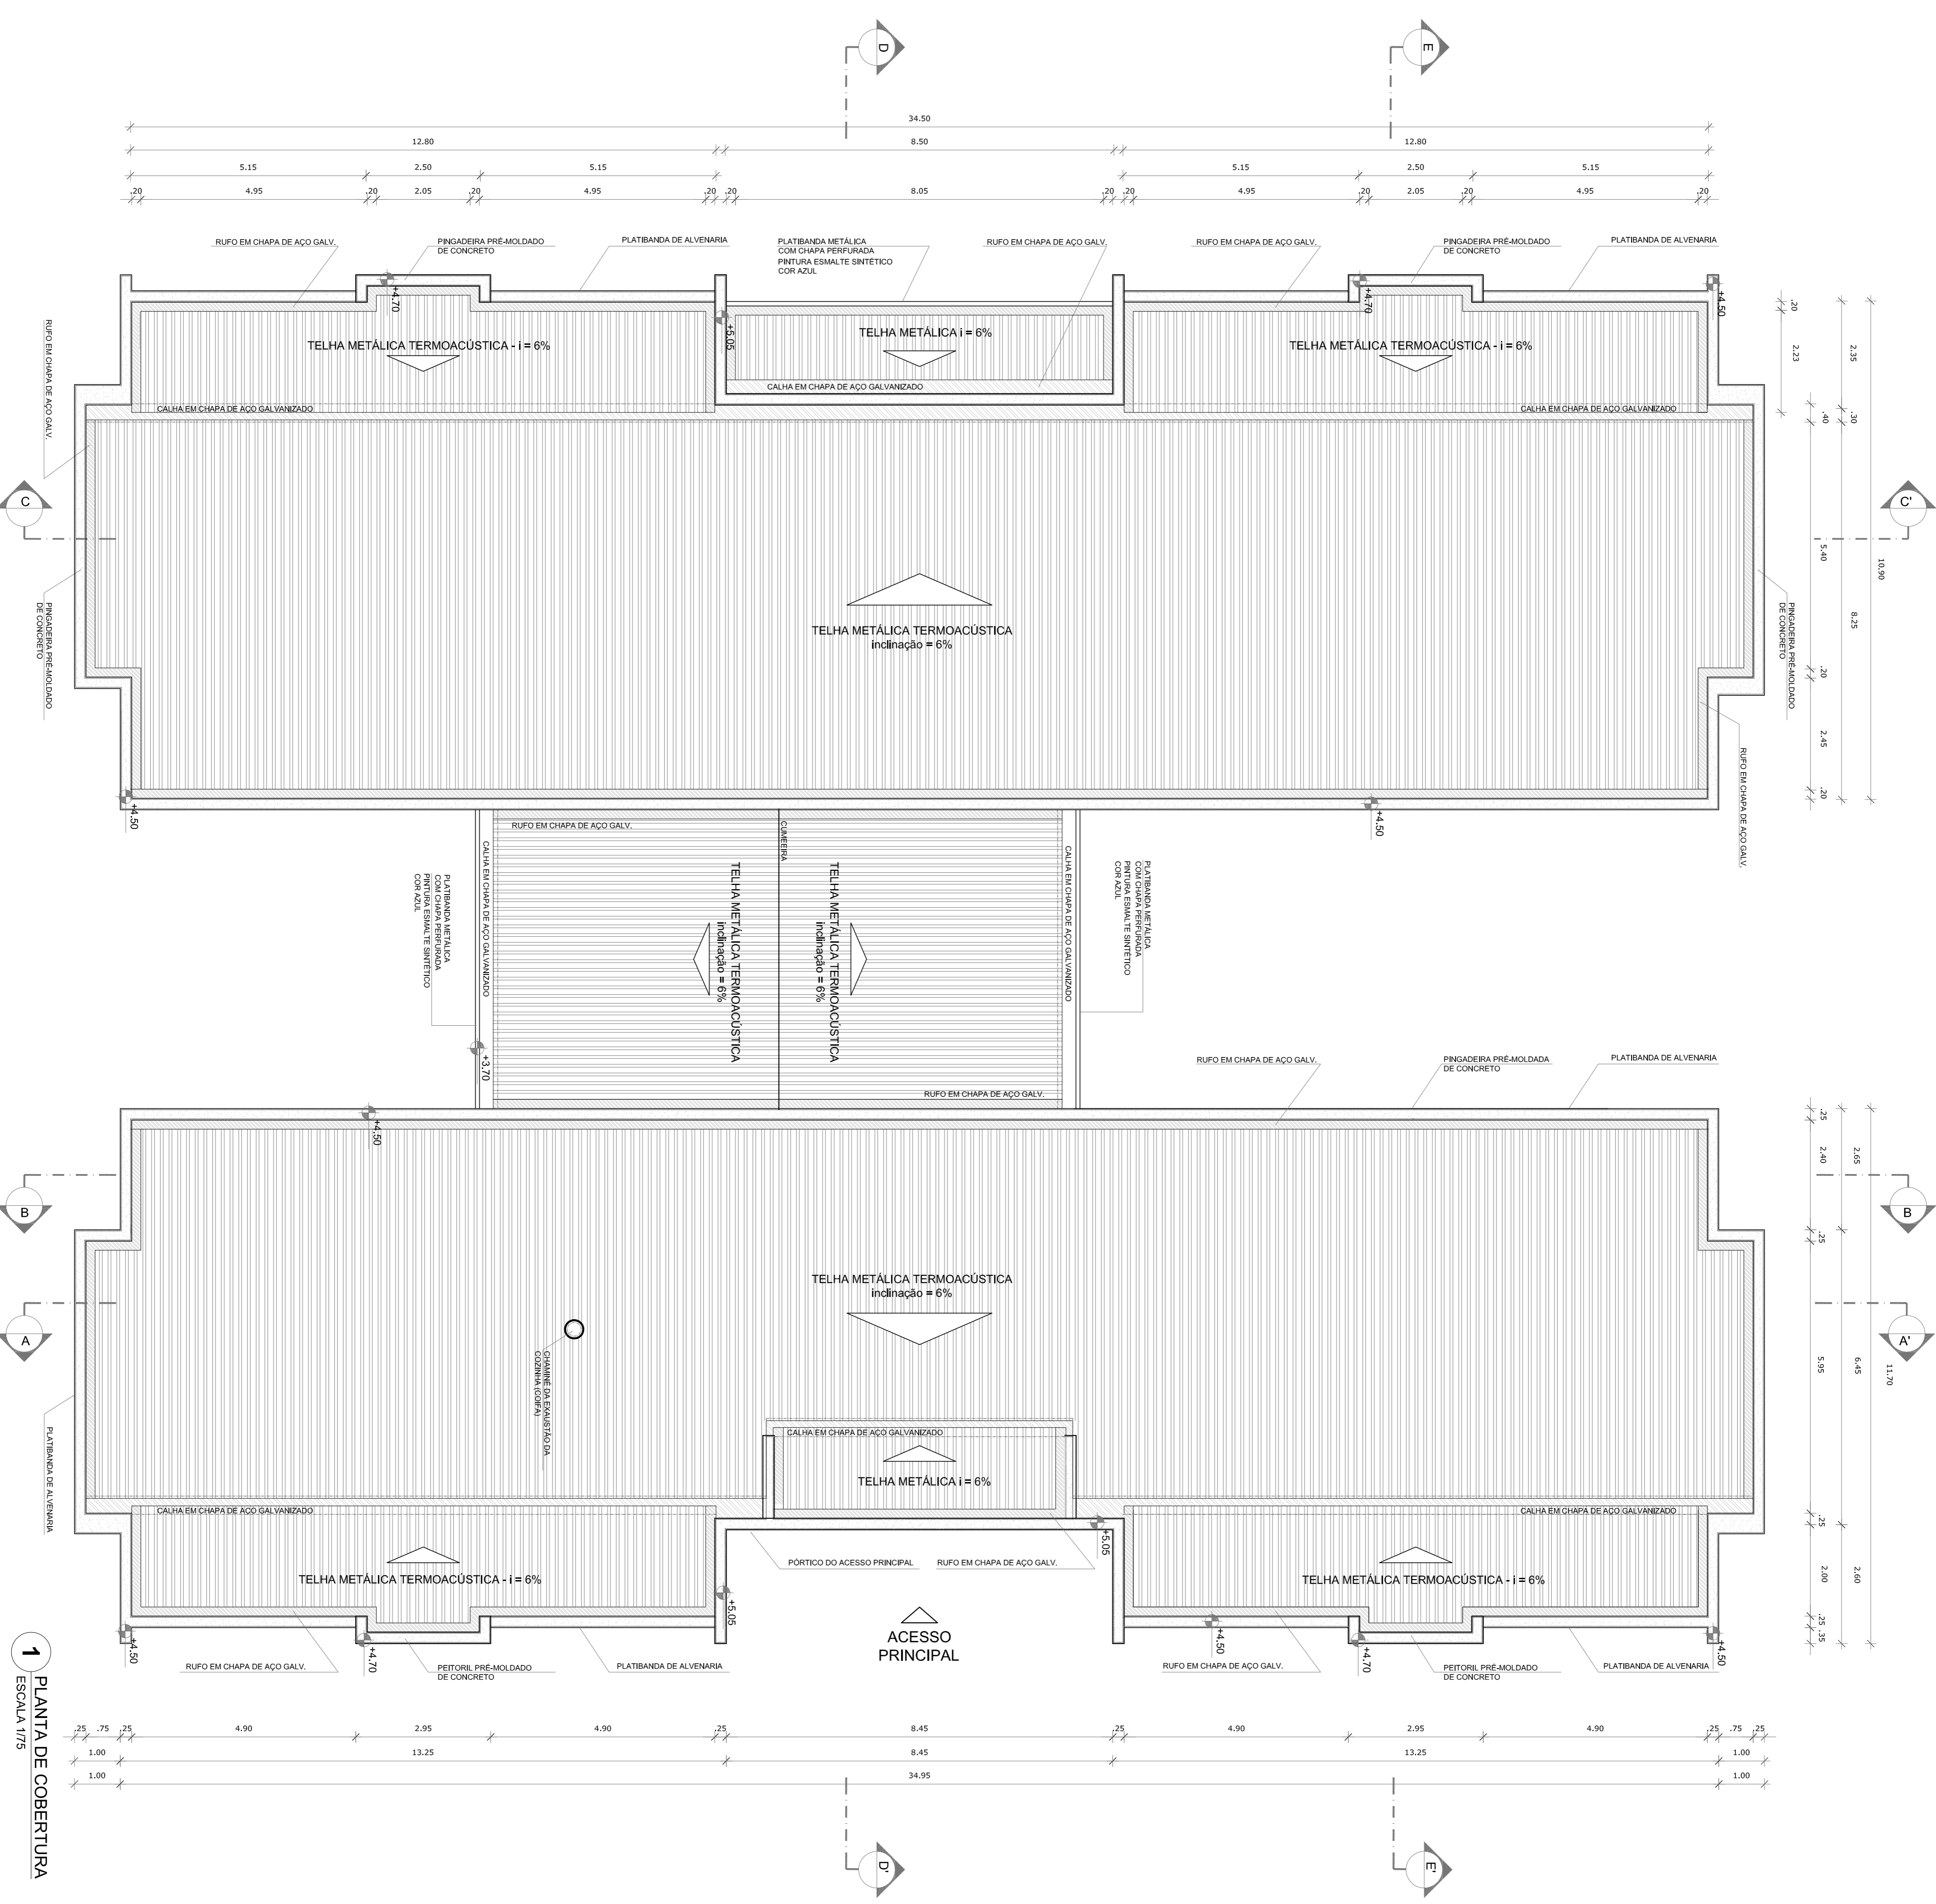 D
E
34.50
12.80
8.50
12.80
5.15
2.50
5.15
5.15
2.50
5.15
.20
4.95
.20
2.05
.20
4.95
.20
.20
8.05
.20
.20
4.95
.20
2.05
.20
4.95
.20
RUFO EM CHAPA DE AÇO GALV.
PINGADEIRA PRÉ-MOLDADO
DE CONCRETO
PLATIBANDA DE ALVENARIA
PLATIBANDA METÁLICA
COM CHAPA PERFURADA
PINTURA ESMALTE SINTÉTICO
COR AZUL
RUFO EM CHAPA DE AÇO GALV.
RUFO EM CHAPA DE AÇO GALV.
PINGADEIRA PRÉ-MOLDADO
DE CONCRETO
PLATIBANDA DE ALVENARIA
+4.70
+5.05
+4.70
+4.50
TELHA METÁLICA TERMOACÚSTICA - i = 6%
TELHA METÁLICA i = 6%
TELHA METÁLICA TERMOACÚSTICA - i = 6%
CALHA EM CHAPA DE AÇO GALVANIZADO
CALHA EM CHAPA DE AÇO GALVANIZADO
CALHA EM CHAPA DE AÇO GALVANIZADO
RUFO EM CHAPA DE AÇO GALV.
.20
2.23
2.35
.40
.30
5.40
8.25
10.90
.20
2.45
.20
C
C'
PINGADEIRA PRÉ-MOLDADO
DE CONCRETO
PINGADEIRA PRÉ-MOLDADO
DE CONCRETO
TELHA METÁLICA TERMOACÚSTICA
inclinação = 6%
RUFO EM CHAPA DE AÇO GALV.
+4.50
+4.50
RUFO EM CHAPA DE AÇO GALV.
CUMEEIRA
CALHA EM CHAPA DE AÇO GALVANIZADO
CALHA EM CHAPA DE AÇO GALVANIZADO
PLATIBANDA METÁLICA
COM CHAPA PERFURADA
PINTURA ESMALTE SINTÉTICO
COR AZUL
TELHA METÁLICA TERMOACÚSTICA
inclinação = 6%
TELHA METÁLICA TERMOACÚSTICA
inclinação = 6%
PLATIBANDA METÁLICA
COM CHAPA PERFURADA
PINTURA ESMALTE SINTÉTICO
COR AZUL
+3.70
RUFO EM CHAPA DE AÇO GALV.
RUFO EM CHAPA DE AÇO GALV.
PINGADEIRA PRÉ-MOLDADA
DE CONCRETO
PLATIBANDA DE ALVENARIA
+4.50
.25
2.40
2.65
.25
5.95
6.45
11.70
.25
2.00
2.60
.25
.35
B
B
A
A'
TELHA METÁLICA TERMOACÚSTICA
inclinação = 6%
CHAMINÉ DA EXAUSTÃO DA
COZINHA (COIFA)
PLATIBANDA DE ALVENARIA
CALHA EM CHAPA DE AÇO GALVANIZADO
TELHA METÁLICA i = 6%
CALHA EM CHAPA DE AÇO GALVANIZADO
CALHA EM CHAPA DE AÇO GALVANIZADO
+5.05
PÓRTICO DO ACESSO PRINCIPAL
RUFO EM CHAPA DE AÇO GALV.
TELHA METÁLICA TERMOACÚSTICA - i = 6%
TELHA METÁLICA TERMOACÚSTICA - i = 6%
+5.05
ACESSO
PRINCIPAL
+4.50
+4.70
+4.50
+4.70
+4.50
RUFO EM CHAPA DE AÇO GALV.
PEITORIL PRÉ-MOLDADO
DE CONCRETO
PLATIBANDA DE ALVENARIA
RUFO EM CHAPA DE AÇO GALV.
PEITORIL PRÉ-MOLDADO
DE CONCRETO
PLATIBANDA DE ALVENARIA
.25
.75
.25
4.90
2.95
4.90
.25
8.45
.25
4.90
2.95
4.90
.25
.75
.25
1.00
13.25
8.45
13.25
1.00
1.00
34.95
1.00
D'
E'
1
PLANTA DE COBERTURA
ESCALA 1/75